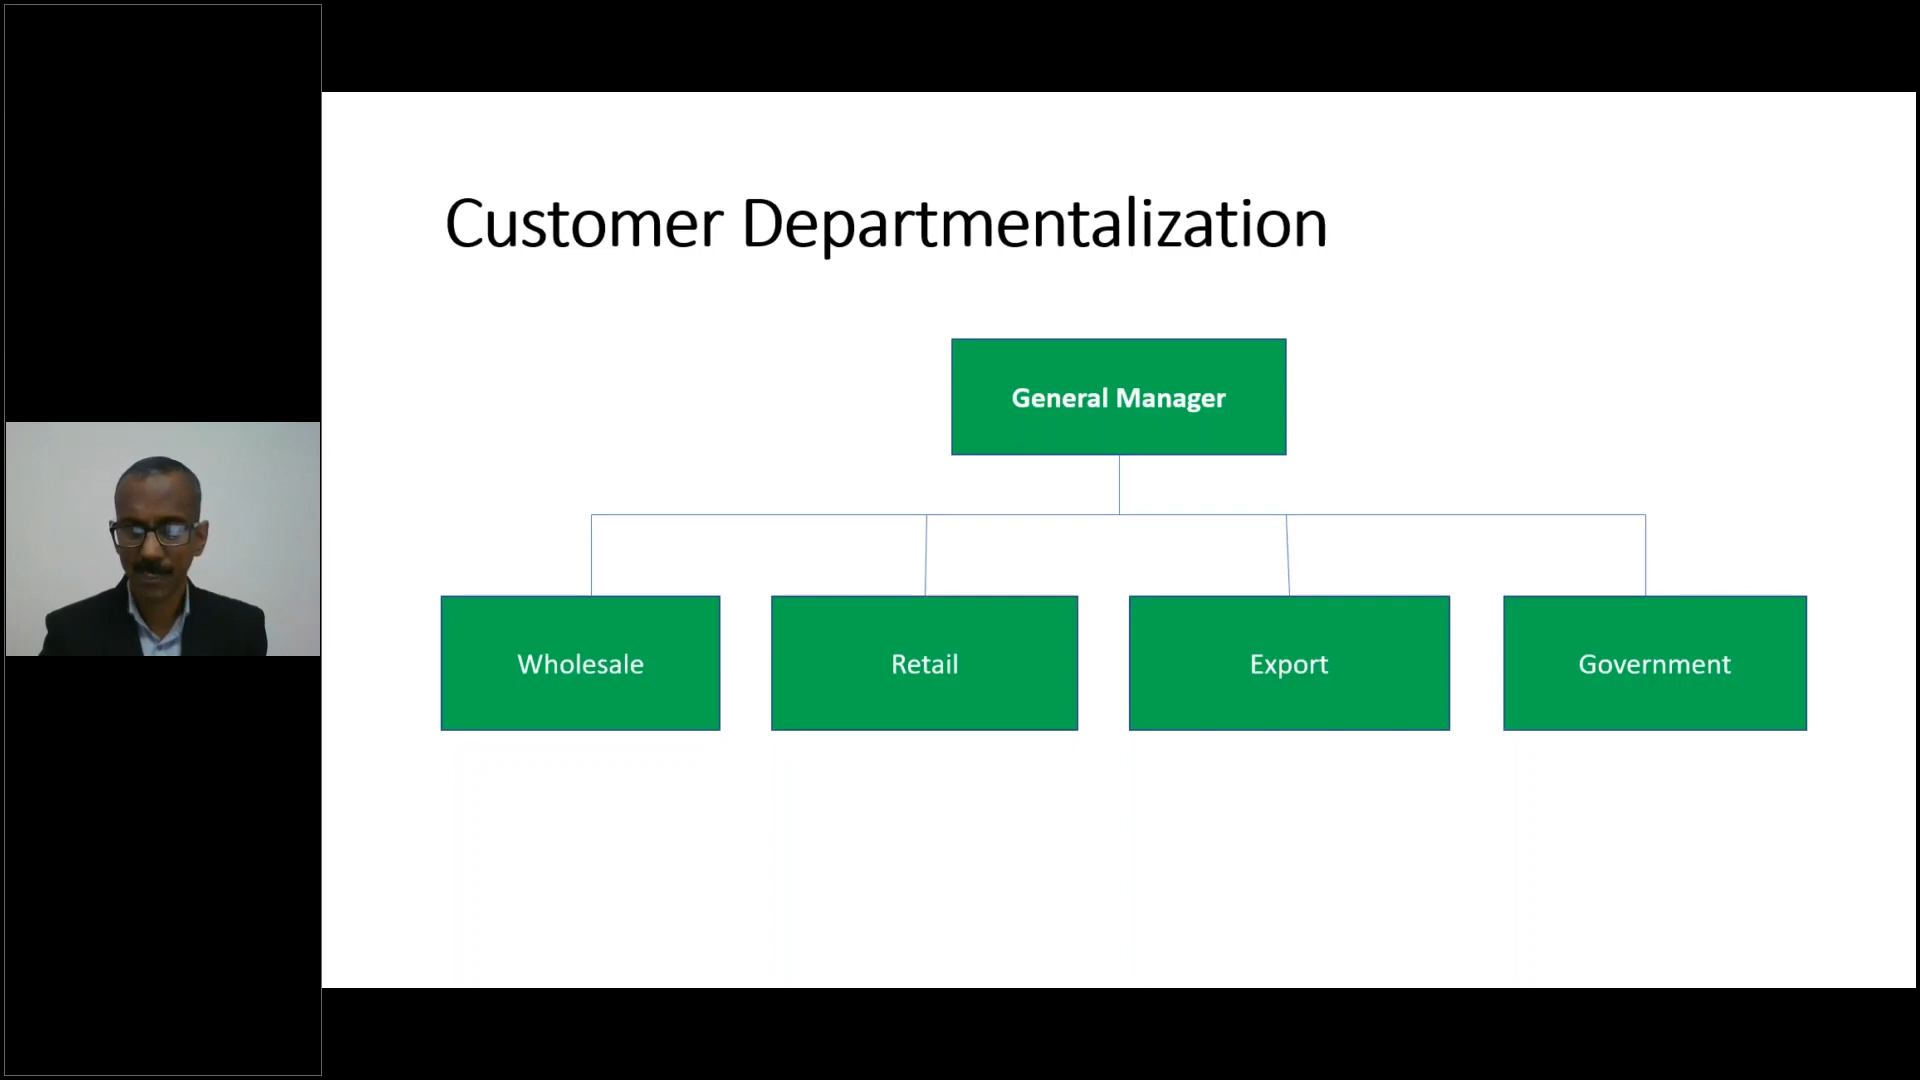 Customer Departmentalization
General Manager
Wholesale
Retail
Export
Government